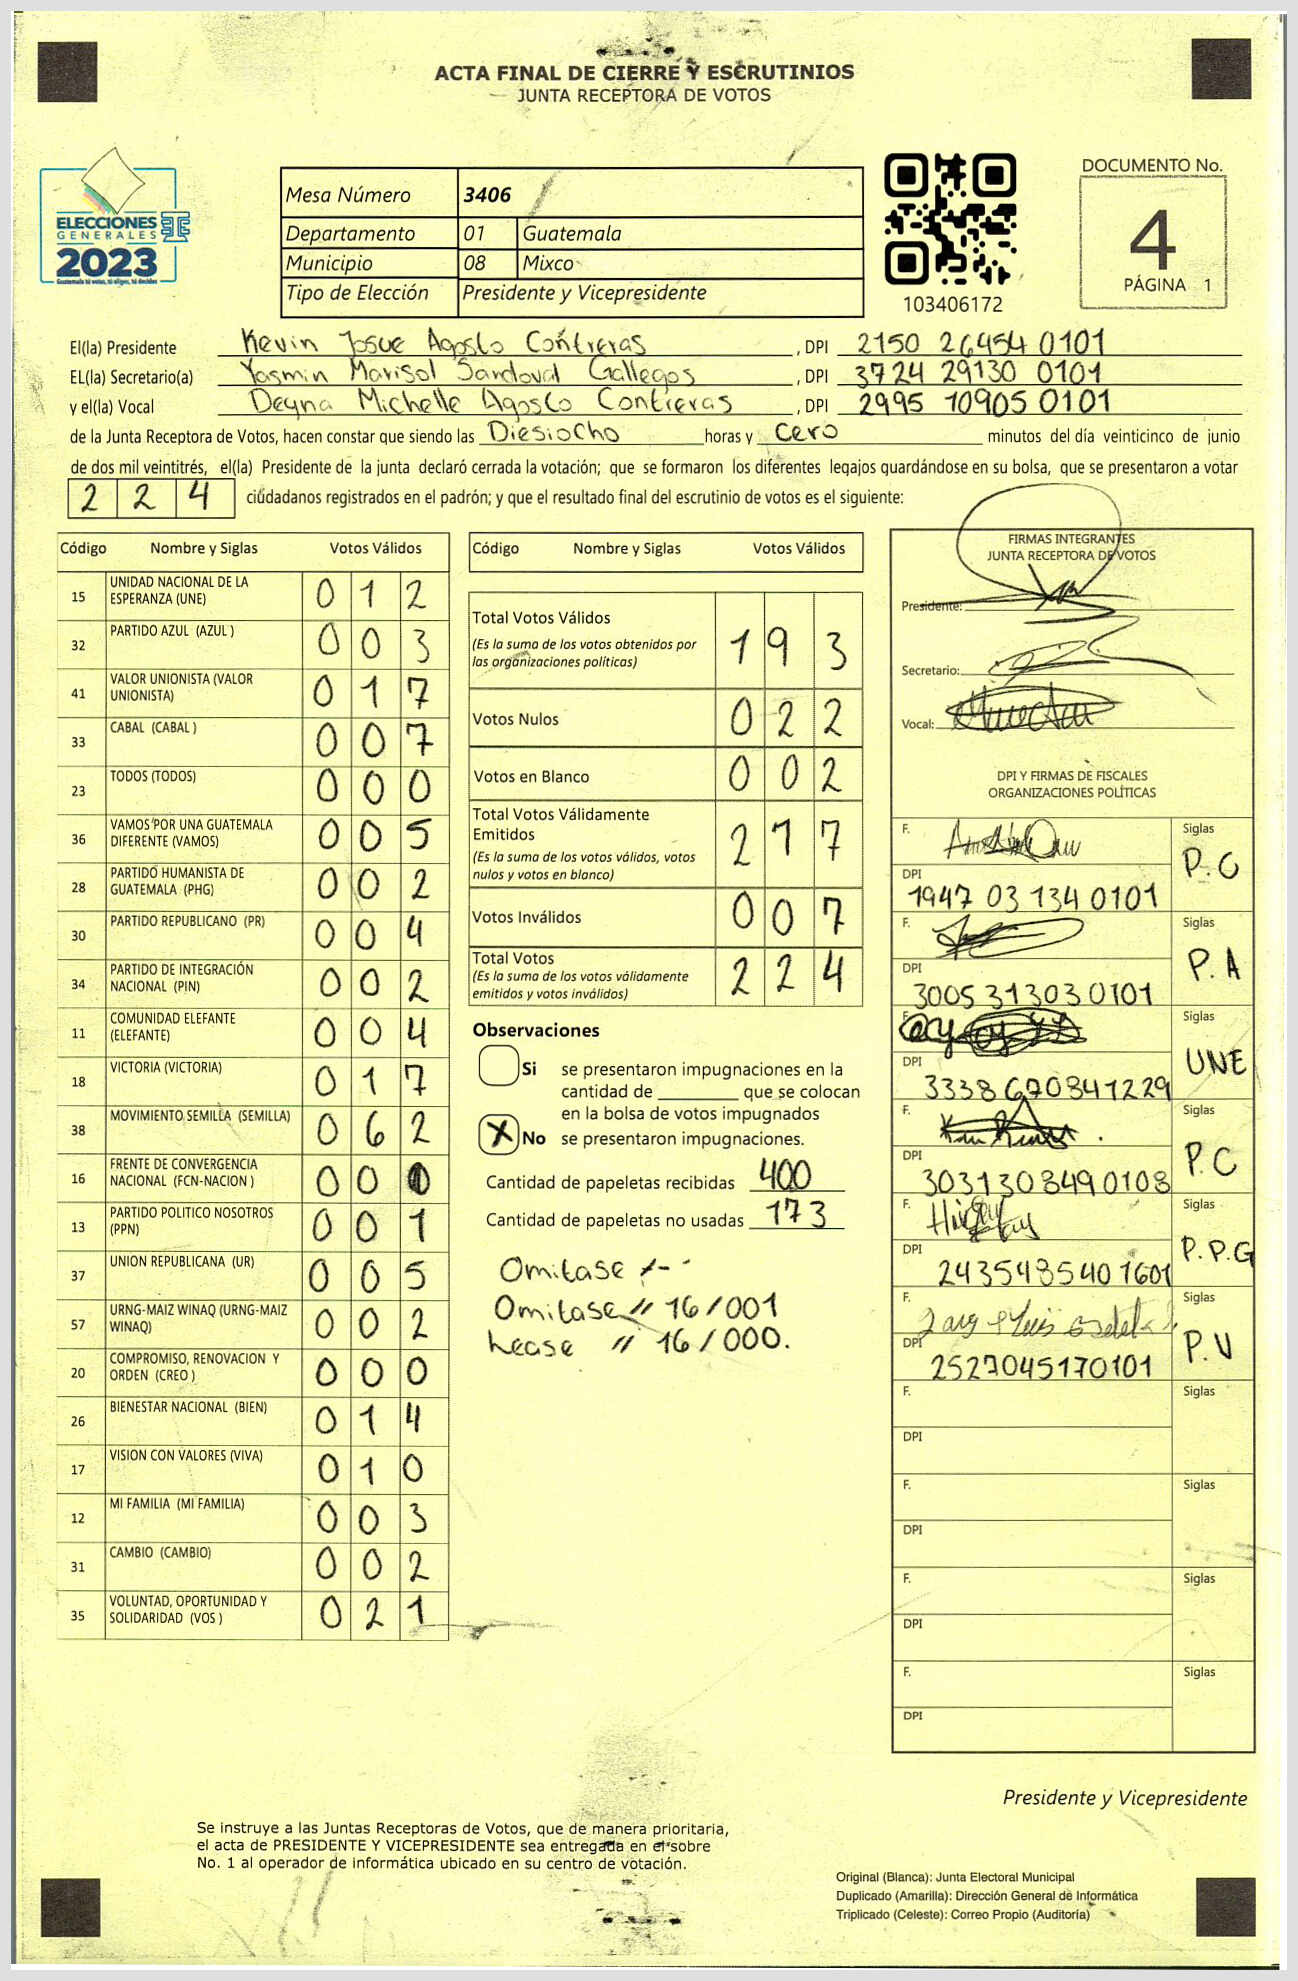 ACTA FINAL DE CIERRE Y ESCRUTINIOS
JUNTA RECEPTORA DE VOTOS
ELECCIONES
GENERALES
2023
Guatemala tú votas, tú eliges, tú decides
Mesa Número 3406
Departamento 01 Guatemala
Municipio 08 Mixco
Tipo de Elección Presidente y Vicepresidente
103406172
DOCUMENTO No.
4
PÁGINA 1
El(la) Presidente Kevin Josue Agosto Contreras , DPI 2150 26454 0101
EL(la) Secretario(a) Yasmin Marisol Sandoval Gallegos , DPI 3724 29130 0101
y el(la) Vocal Deyna Michelle Agosto Contreras , DPI 2995 10905 0101
de la Junta Receptora de Votos, hacen constar que siendo las Diesiocho horas y cero minutos del día veinticinco de junio
de dos mil veintitrés, el(la) Presidente de la junta declaró cerrada la votación; que se formaron los diferentes legajos guardándose en su bolsa, que se presentaron a votar
224 ciudadanos registrados en el padrón; y que el resultado final del escrutinio de votos es el siguiente:
Código Nombre y Siglas Votos Válidos
15 UNIDAD NACIONAL DE LA ESPERANZA (UNE) 0 1 2
32 PARTIDO AZUL (AZUL ) 0 0 3
41 VALOR UNIONISTA (VALOR UNIONISTA) 0 1 7
33 CABAL (CABAL ) 0 0 7
23 TODOS (TODOS) 0 0 0
36 VAMOS POR UNA GUATEMALA DIFERENTE (VAMOS) 0 0 5
28 PARTIDO HUMANISTA DE GUATEMALA (PHG) 0 0 2
30 PARTIDO REPUBLICANO (PR) 0 0 4
34 PARTIDO DE INTEGRACIÓN NACIONAL (PIN) 0 0 2
11 COMUNIDAD ELEFANTE (ELEFANTE) 0 0 4
18 VICTORIA (VICTORIA) 0 1 7
38 MOVIMIENTO SEMILLA (SEMILLA) 0 6 2
16 FRENTE DE CONVERGENCIA NACIONAL (FCN-NACION ) 0 0 0
13 PARTIDO POLITICO NOSOTROS (PPN) 0 0 1
37 UNION REPUBLICANA (UR) 0 0 5
57 URNG-MAIZ WINAQ (URNG-MAIZ WINAQ) 0 0 2
20 COMPROMISO, RENOVACION Y ORDEN (CREO ) 0 0 0
26 BIENESTAR NACIONAL (BIEN) 0 1 4
17 VISION CON VALORES (VIVA) 0 1 0
12 MI FAMILIA (MI FAMILIA) 0 0 3
31 CAMBIO (CAMBIO) 0 0 2
35 VOLUNTAD, OPORTUNIDAD Y SOLIDARIDAD (VOS ) 0 2 1
Código Nombre y Siglas Votos Válidos
Total Votos Válidos 1 9 3
(Es la suma de los votos obtenidos por
las organizaciones políticas)
Votos Nulos 0 2 2
Votos en Blanco 0 0 2
Total Votos Válidamente Emitidos 2 1 7
(Es la suma de los votos válidos, votos
nulos y votos en blanco)
Votos Inválidos 0 0 7
Total Votos 2 2 4
(Es la suma de los votos válidamente
emitidos y votos inválidos)
Observaciones
Si se presentaron impugnaciones en la
cantidad de ________ que se colocan
en la bolsa de votos impugnados
X No se presentaron impugnaciones.
Cantidad de papeletas recibidas 400
Cantidad de papeletas no usadas 173
Omitase
Omitase // 16/001
Lease // 16/000.
FIRMAS INTEGRANTES
JUNTA RECEPTORA DE VOTOS
Presidente:
Secretario:
Vocal:
DPI Y FIRMAS DE FISCALES
ORGANIZACIONES POLÍTICAS
F. Siglas P.C
DPI 1947 03 134 0101
F. Siglas P.A
DPI 3005 31303 0101
F. Siglas UNE
DPI 3338 67084 1229
F. Siglas P.C
DPI 3031308490108
F. Siglas P.P.G
DPI 2435485401601
F. Siglas P.V
DPI 2527045170101
F. Siglas
DPI
F. Siglas
DPI
F. Siglas
DPI
F. Siglas
DPI
Presidente y Vicepresidente
Se instruye a las Juntas Receptoras de Votos, que de manera prioritaria,
el acta de PRESIDENTE Y VICEPRESIDENTE sea entregada en el sobre
No. 1 al operador de informática ubicado en su centro de votación.
Original (Blanca): Junta Electoral Municipal
Duplicado (Amarilla): Dirección General de Informática
Triplicado (Celeste): Correo Propio (Auditoría)